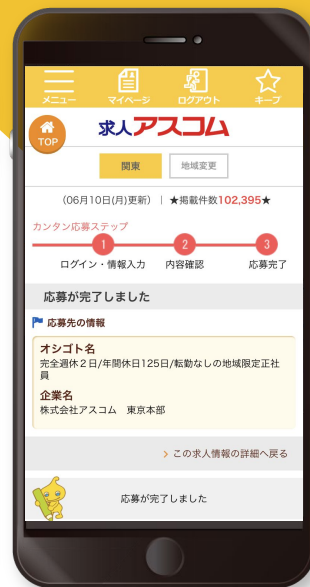 メニュー
マイページ
ログアウト
キープ
TOP
求人アスコム
関東
地域変更
(06月10日(月)更新) | ★掲載件数102,395★
カンタン応募ステップ
1 2 3
ログイン・情報入力 内容確認 応募完了
応募が完了しました
応募先の情報
オシゴト名
完全週休2日/年間休日125日/転勤なしの地域限定正社
員
企業名
株式会社アスコム 東京本部
> この求人情報の詳細へ戻る
応募が完了しました